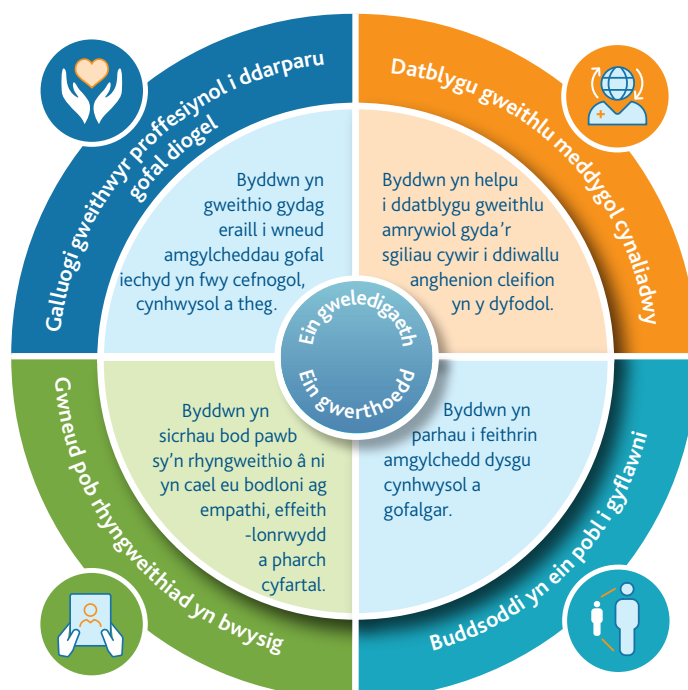 Galluogi gweithwyr proffesiynol i ddarparu
gofal diogel
Byddwn yn
gweithio gydag
eraill i wneud
amgylcheddau gofal
iechyd yn fwy cefnogol,
cynhwysol a theg.
Datblygu gweithlu meddygol cynaliadwy
Byddwn yn helpu
i ddatblygu gweithlu
amrywiol gyda’r
sgiliau cywir i ddiwallu
anghenion cleifion
yn y dyfodol.
Ein gweledigaeth
Ein gwerthoedd
Gwneud pob rhyngweithiad yn bwysig
Byddwn yn
sicrhau bod pawb
sy’n rhyngweithio â ni
yn cael eu bodloni ag
empathi, effeith
-lonrwydd
a pharch
cyfartal.
Buddsoddi yn ein pobl i gyflawni
Byddwn yn
parhau i feithrin
amgylchedd dysgu
cynhwysol a
gofalgar.